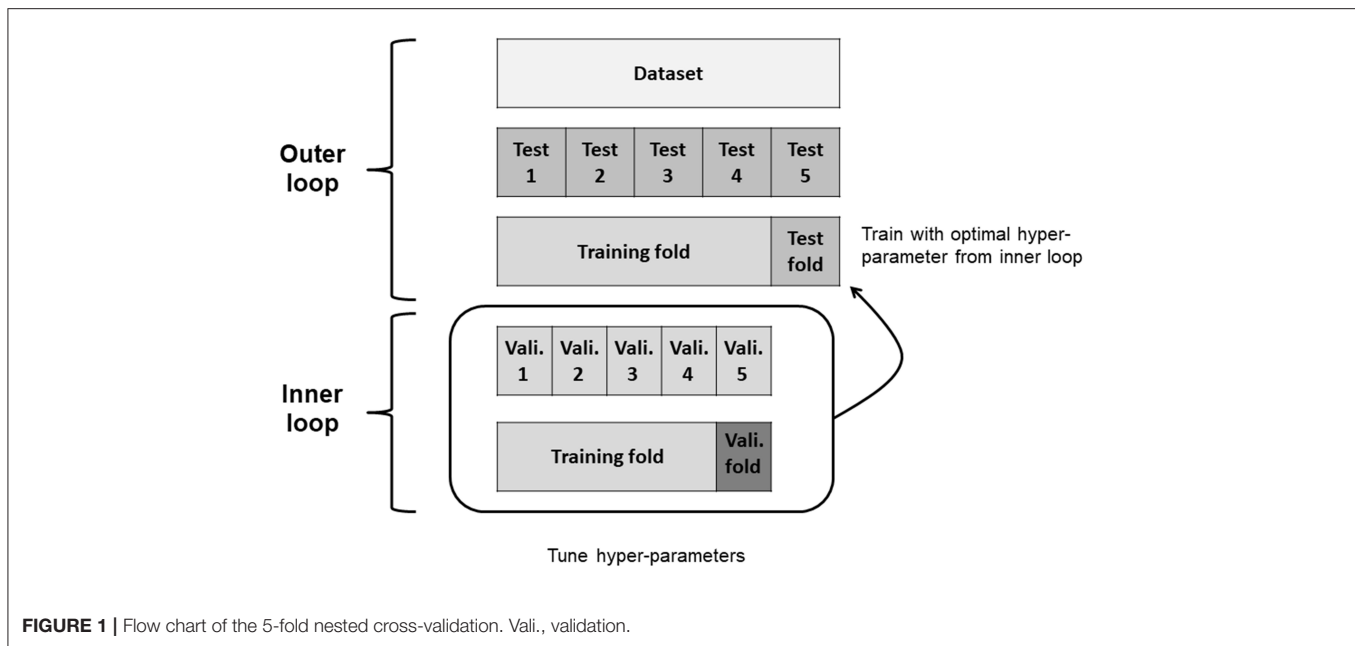 Dataset
Outer
loop
Test Test Test Test Test
1 2 3 4 5
Training fold
Test
fold
Train with optimal hyper-
parameter from inner loop
Inner
loop
Vali. Vali. Vali. Vali. Vali.
1 2 3 4 5
Training fold
Vali.
fold
Tune hyper-parameters
FIGURE 1 | Flow chart of the 5-fold nested cross-validation. Vali., validation.